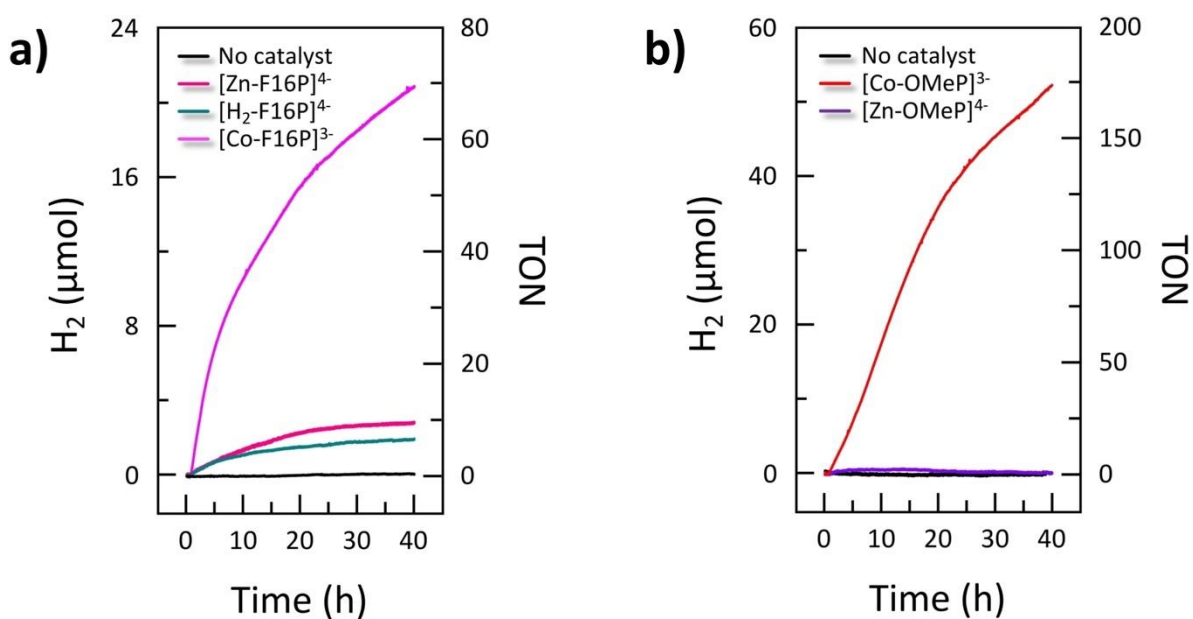 a)
No catalyst
[Zn-F16P]⁴⁻
[H₂-F16P]⁴⁻
[Co-F16P]³⁻
24
16
8
0
H₂ (μmol)
80
60
40
20
0
TON
0 10 20 30 40
Time (h)
b)
No catalyst
[Co-OMeP]³⁻
[Zn-OMeP]⁴⁻
60
40
20
0
H₂ (μmol)
200
150
100
50
0
TON
0 10 20 30 40
Time (h)